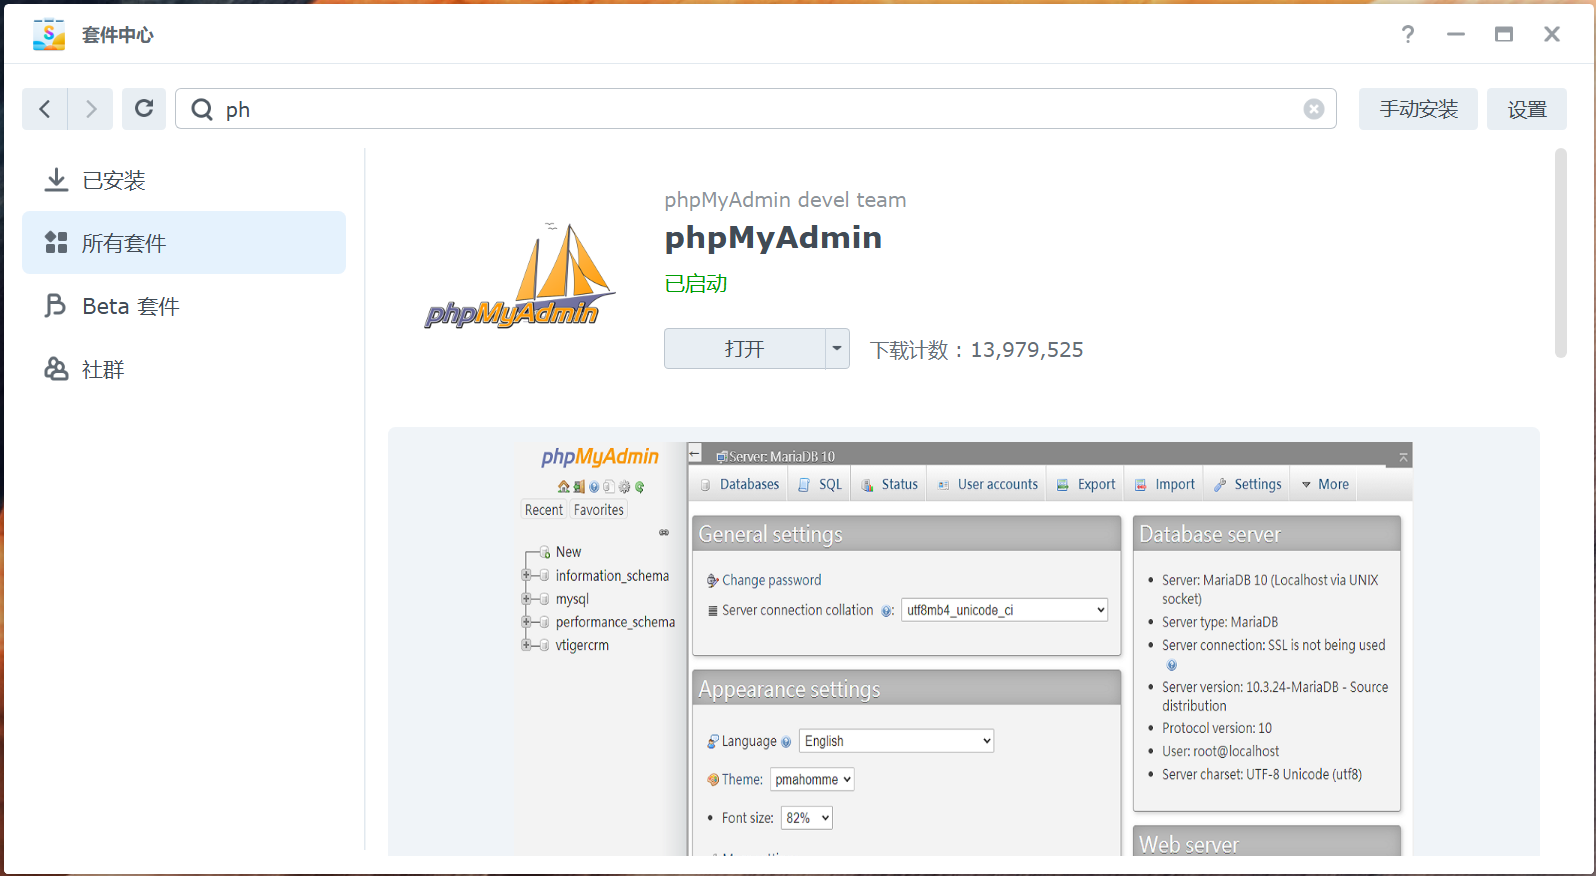 套件中心
ph
手动安装
设置
已安装
所有套件
Beta 套件
社群
phpMyAdmin devel team
phpMyAdmin
已启动
phpMyAdmin
打开
下载计数：13,979,525
phpMyAdmin
Recent Favorites
New
information_schema
mysql
performance_schema
vtigercrm
Server: MariaDB 10
Databases SQL Status User accounts Export Import Settings More
General settings
Change password
Server connection collation : utf8mb4_unicode_ci
Appearance settings
Language English
Theme: pmahomme
• Font size: 82%
Database server
• Server: MariaDB 10 (Localhost via UNIX
socket)
• Server type: MariaDB
• Server connection: SSL is not being used
• Server version: 10.3.24-MariaDB - Source
distribution
• Protocol version: 10
• User: root@localhost
• Server charset: UTF-8 Unicode (utf8)
Web server